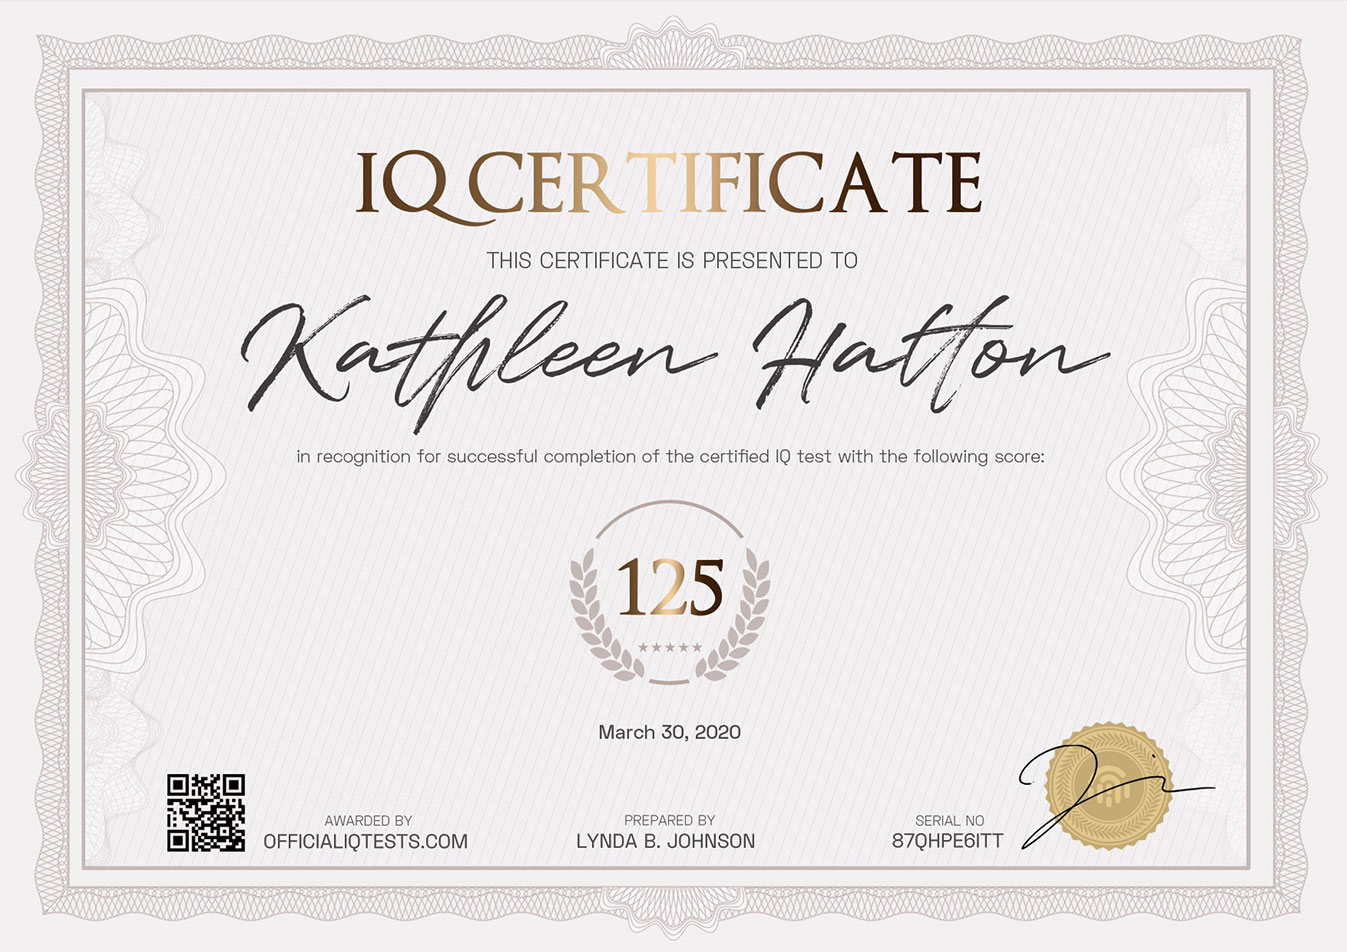 IQ CERTIFICATE
THIS CERTIFICATE IS PRESENTED TO
Kathleen Hatton
in recognition for successful completion of the certified IQ test with the following score:
125
March 30, 2020
AWARDED BY
OFFICIALIQTESTS.COM
PREPARED BY
LYNDA B. JOHNSON
SERIAL NO
87QHPE6ITT